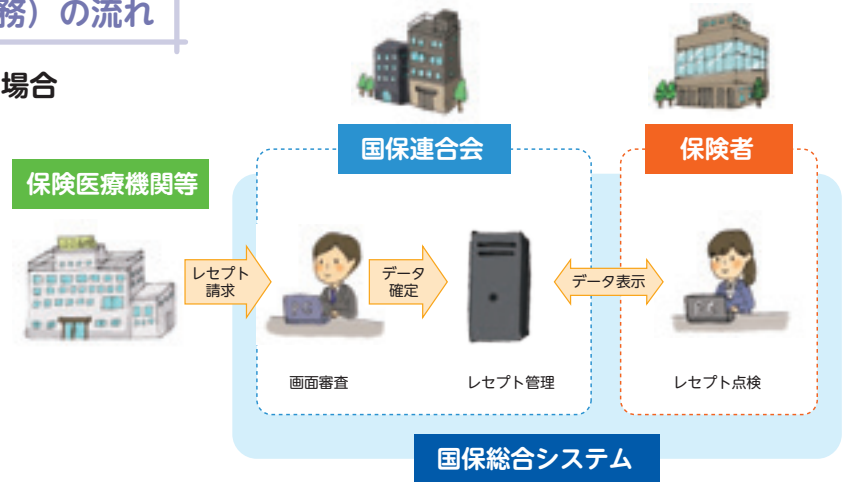 務）の流れ
場合
国保連合会
保険者
保険医療機関等
レセプト
請求
データ
確定
データ表示
画面審査
レセプト管理
レセプト点検
国保総合システム